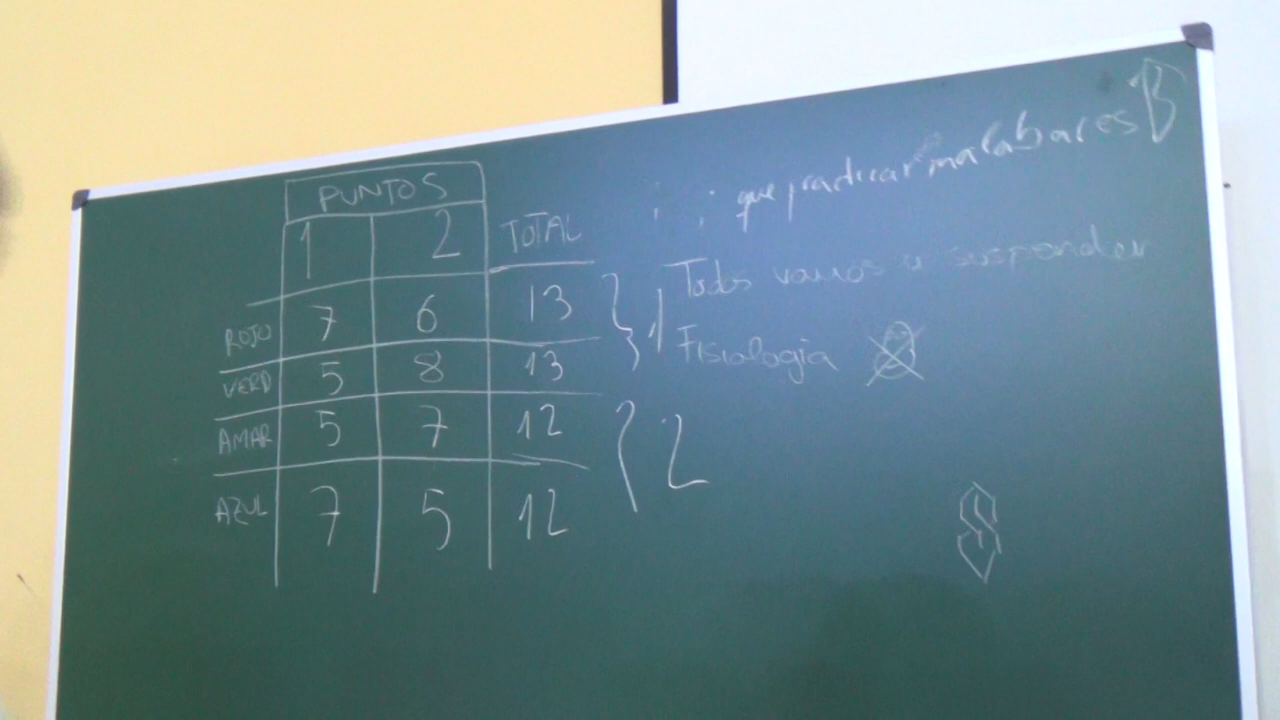 PUNTOS
1 2 TOTAL
ROJO 7 6 13
VERD 5 8 13
AMAR 5 7 12
AZUL 7 5 12
1
2
que practicar malabares B
Todos vamos a suspender
Fisiologia
S